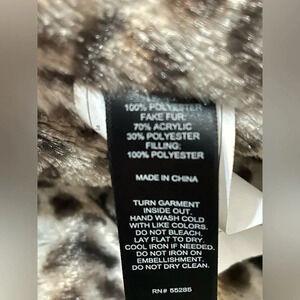 100% POLYESTER
FAKE FUR:
70% ACRYLIC
30% POLYESTER
FILLING:
100% POLYESTER
MADE IN CHINA
TURN GARMENT
INSIDE OUT.
HAND WASH COLD
WITH LIKE COLORS.
DO NOT BLEACH.
LAY FLAT TO DRY.
COOL IRON IF NEEDED.
DO NOT IRON ON
EMBELLISHMENT.
DO NOT DRY CLEAN.
RN# 55285